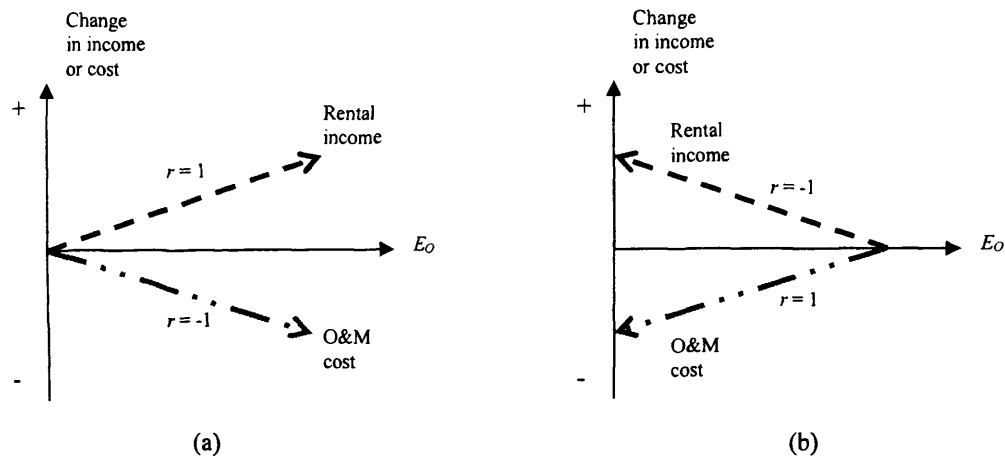 Change
in income
or cost
+
Rental
income
r = 1
E_O
r = -1
O&M
cost
-
(a)
Change
in income
or cost
+
Rental
income
r = -1
E_O
r = 1
O&M
cost
-
(b)